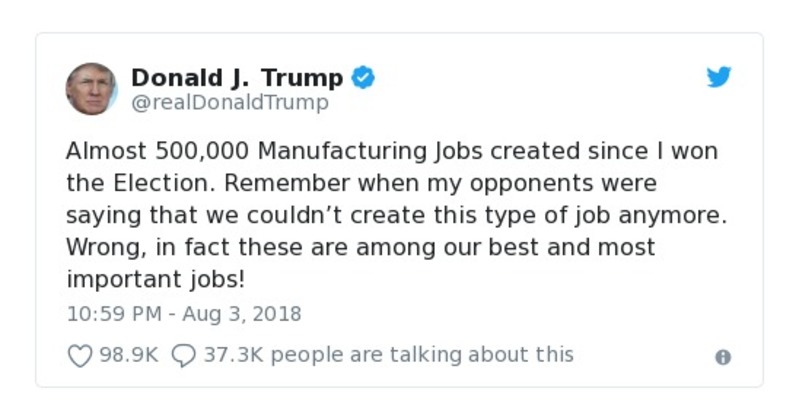 Donald J. Trump
@realDonaldTrump
Almost 500,000 Manufacturing Jobs created since I won
the Election. Remember when my opponents were
saying that we couldn’t create this type of job anymore.
Wrong, in fact these are among our best and most
important jobs!
10:59 PM - Aug 3, 2018
98.9K 37.3K people are talking about this